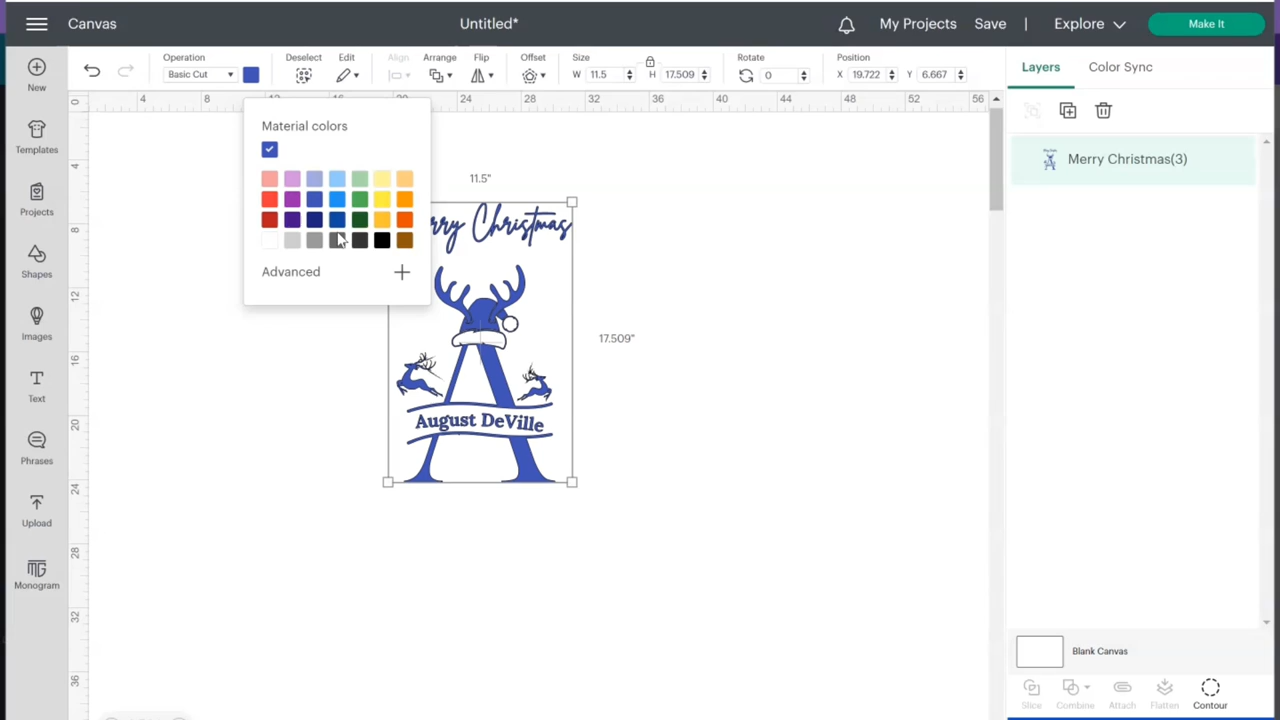 Canvas
Untitled*
My Projects
Save
|
Explore
Make It
Operation
Basic Cut
Deselect
Edit
Align
Arrange
Flip
Offset
Size
W 11.5
H 17.509
Rotate
0
Position
X 19.722
Y 6.667
Layers
Color Sync
New
Templates
Projects
Shapes
Images
Text
Phrases
Upload
Monogram
0 4 8 12 16 20 24 28 32 36 40 44 48 52 56
0
4
8
12
16
20
24
28
32
36
Material colors
Advanced
11.5"
Christmas
17.509"
August DeVille
Merry Christmas(3)
Blank Canvas
Slice
Combine
Attach
Flatten
Contour